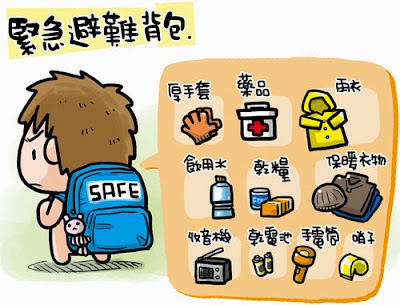 緊急避難背包.
厚手套 藥品 雨衣
飲用水 乾糧 保暖衣物
收音機 乾電池 手電筒 哨子
SAFE